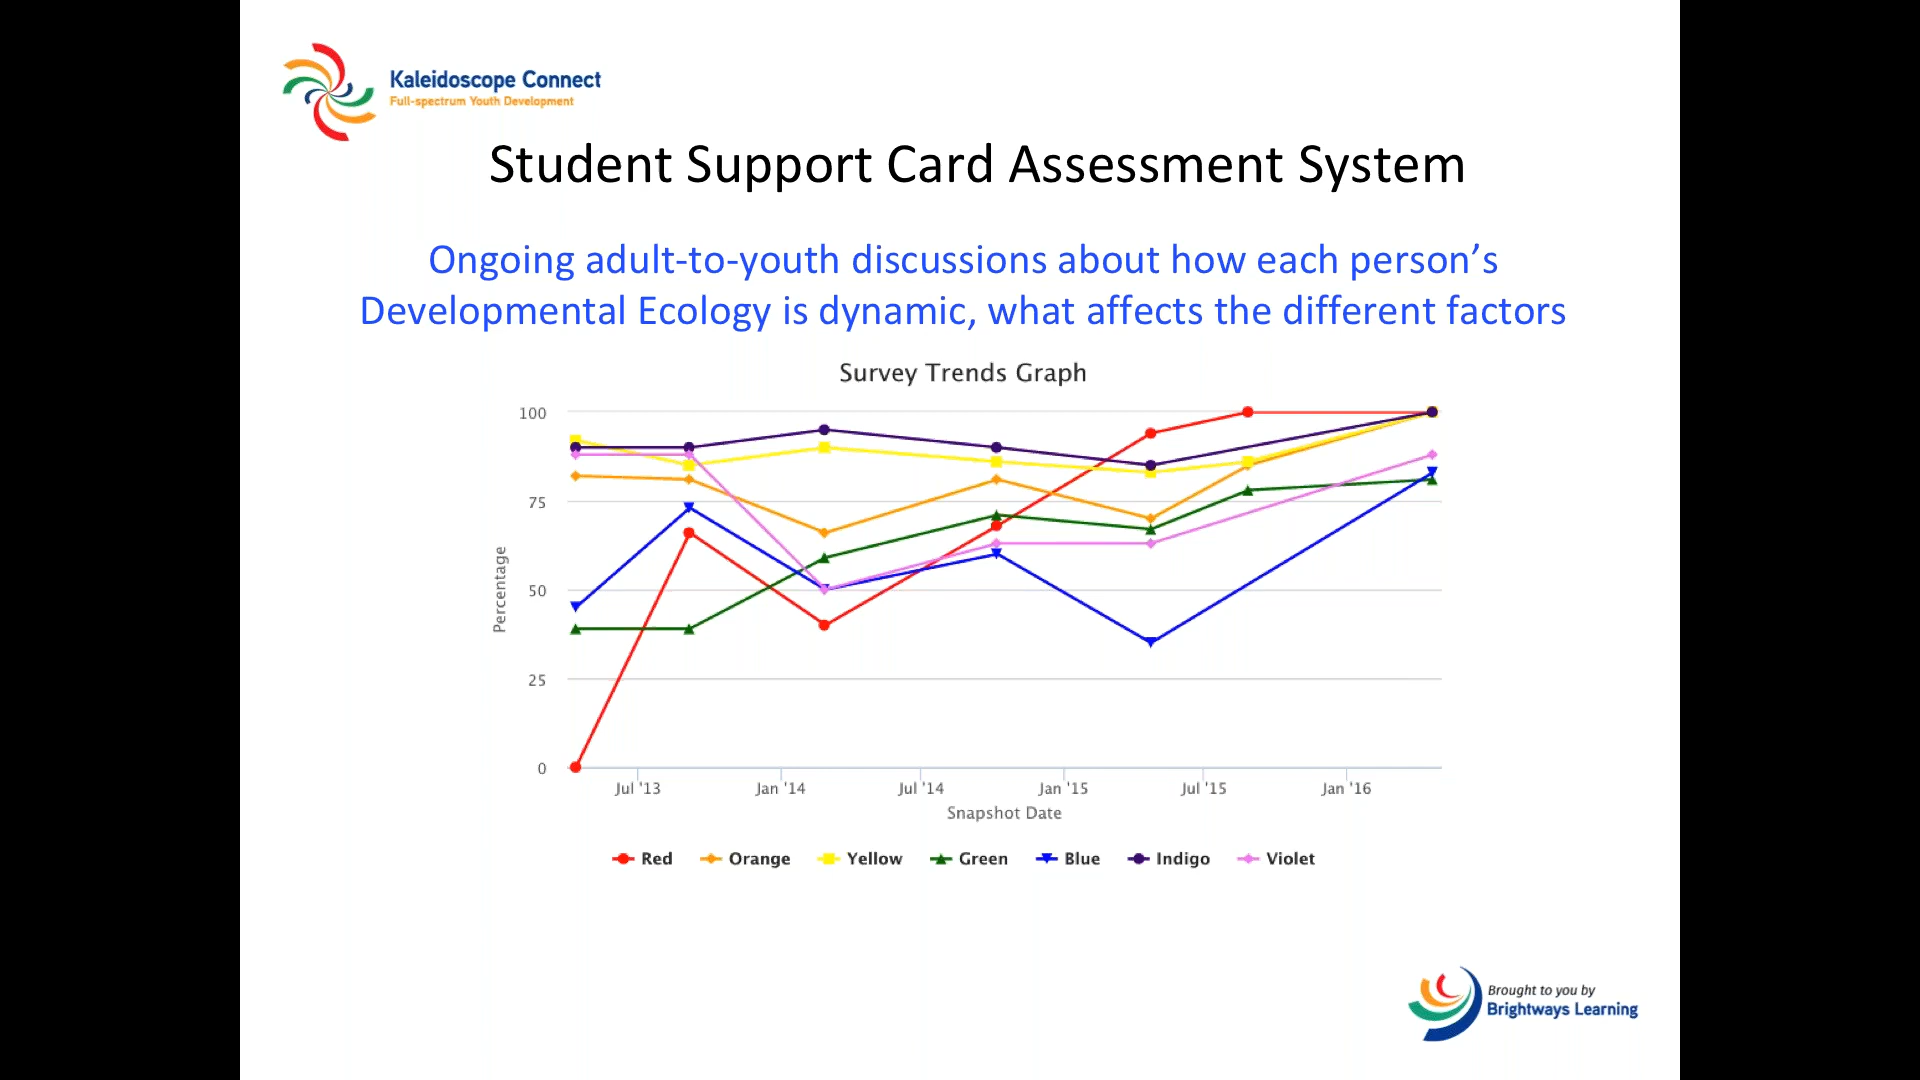 Kaleidoscope Connect
Full-spectrum Youth Development
Student Support Card Assessment System
Ongoing adult-to-youth discussions about how each person’s
Developmental Ecology is dynamic, what affects the different factors
Survey Trends Graph
100
75
50
25
0
Percentage
Jul '13
Jan '14
Jul '14
Jan '15
Jul '15
Jan '16
Snapshot Date
Red
Orange
Yellow
Green
Blue
Indigo
Violet
Brought to you by
Brightways Learning